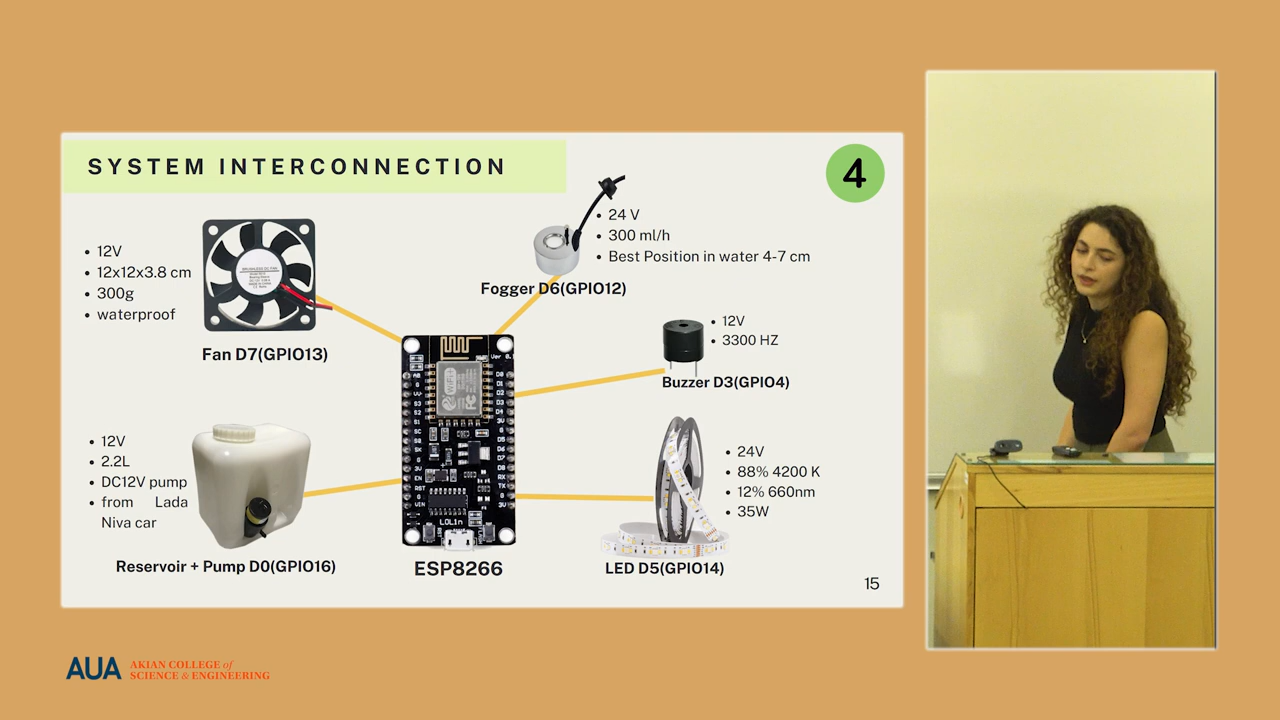 SYSTEM INTERCONNECTION
4
12V
12x12x3.8 cm
300g
waterproof
Fan D7(GPIO13)
24 V
300 ml/h
Best Position in water 4-7 cm
Fogger D6(GPIO12)
12V
3300 HZ
Buzzer D3(GPIO4)
12V
2.2L
DC12V pump
from Lada
Niva car
Reservoir + Pump D0(GPIO16)
WiFi
FC
LOLIn
ESP8266
24V
88% 4200 K
12% 660nm
35W
LED D5(GPIO14)
15
AUA AKIAN COLLEGE of
SCIENCE & ENGINEERING